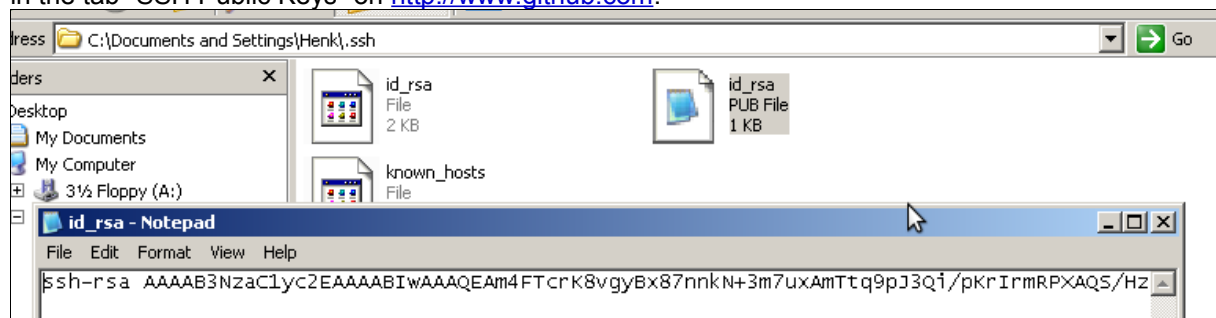 in the tab "SSH Public Keys" on http://www.github.com.
dress C:\Documents and Settings\Henk\.ssh Go
ders X
Desktop
My Documents
My Computer
3½ Floppy (A:)
id_rsa
File
2 KB
id_rsa
PUB File
1 KB
known_hosts
File
id_rsa - Notepad
File Edit Format View Help
ssh-rsa AAAAB3NzaC1yc2EAAAABIwAAAQEAm4FTcrK8vgyBx87nnkN+3m7uxAmTtq9pJ3Qi/pKrIrmRPXAQS/Hz